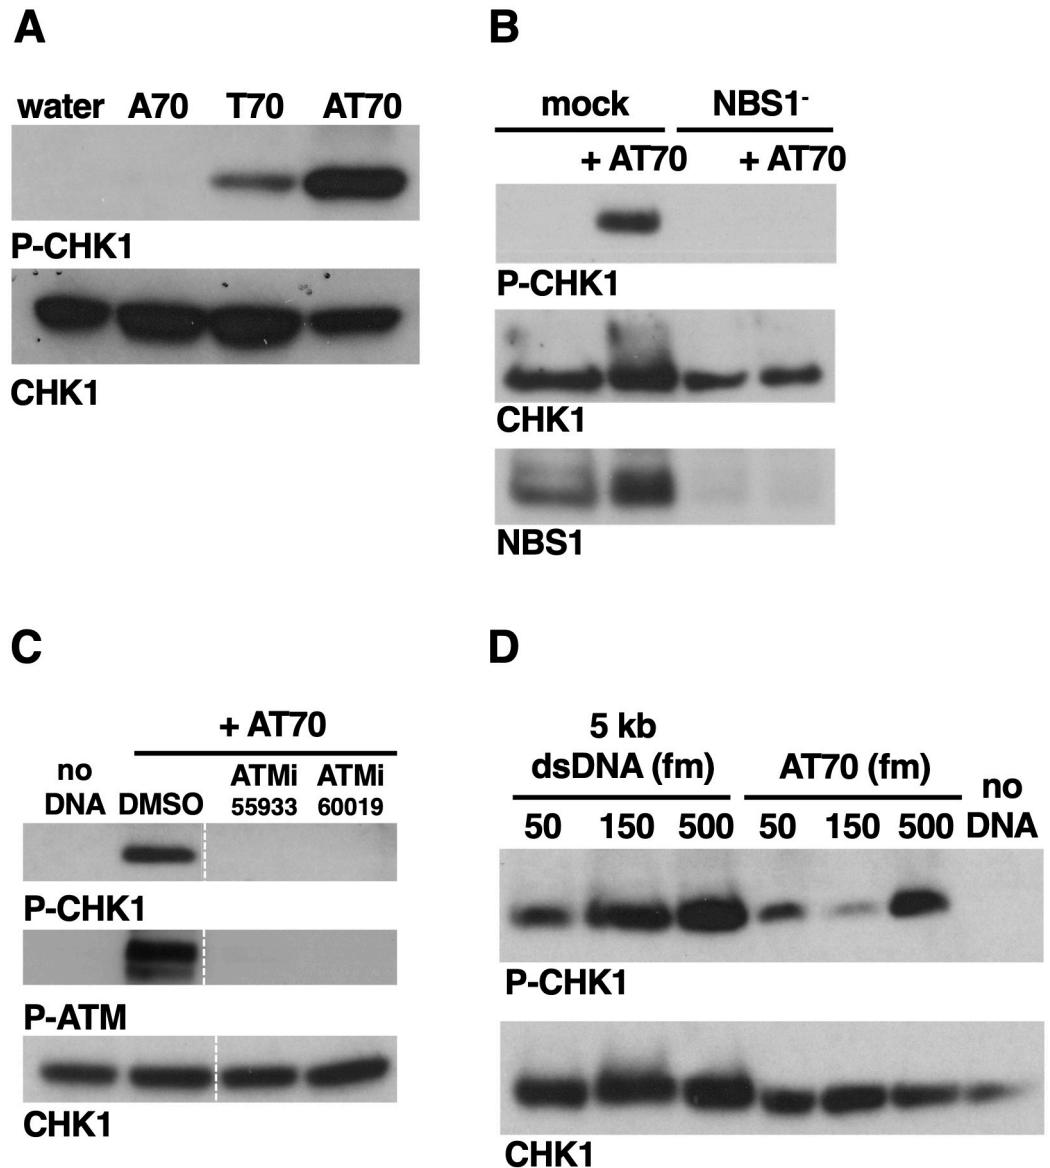 A
water A70 T70 AT70
P-CHK1
CHK1
B
mock NBS1-
+ AT70 + AT70
P-CHK1
CHK1
NBS1
C
+ AT70
no DNA DMSO ATMi 55933 ATMi 60019
P-CHK1
P-ATM
CHK1
D
5 kb
dsDNA (fm) AT70 (fm) no
50 150 500 50 150 500 DNA
P-CHK1
CHK1